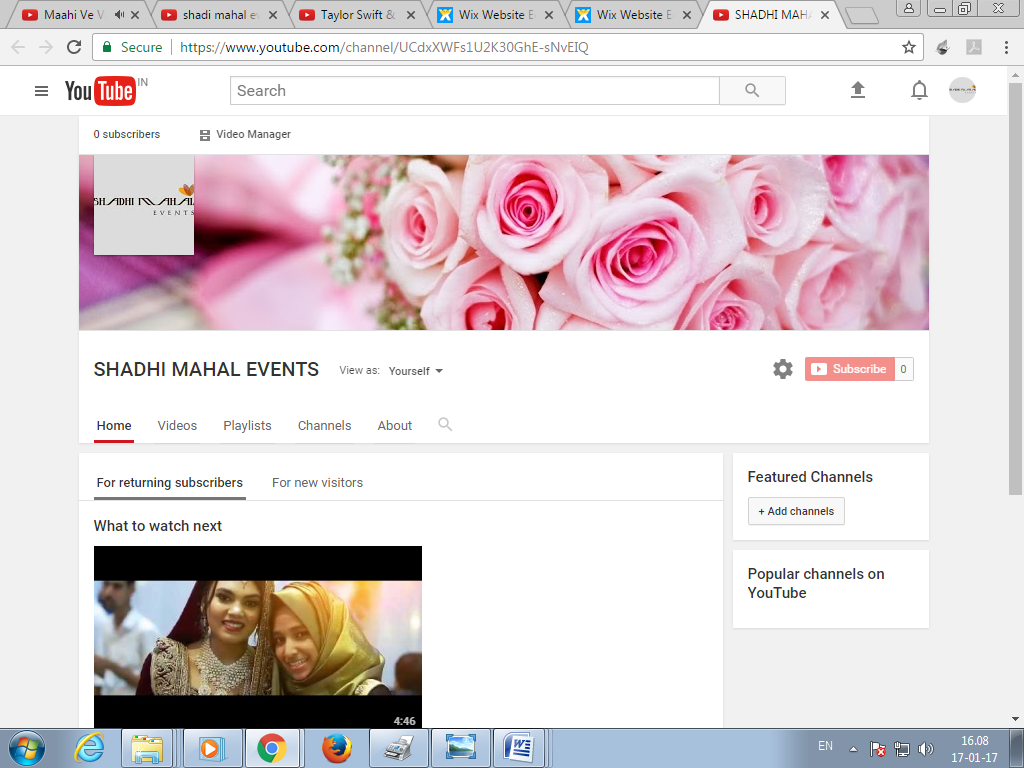 Maahi Ve V
shadi mahal ev
Taylor Swift &
Wix Website E
Wix Website E
SHADHI MAHA
Secure
https://www.youtube.com/channel/UCdxXWFs1U2K30GhE-sNvEIQ
YouTube IN
Search
0 subscribers
Video Manager
SHADHI MAHAL
EVENTS
SHADHI MAHAL EVENTS
View as: Yourself
Subscribe 0
Home Videos Playlists Channels About
For returning subscribers
For new visitors
What to watch next
4:46
Featured Channels
+ Add channels
Popular channels on
YouTube
EN
16.08
17-01-17